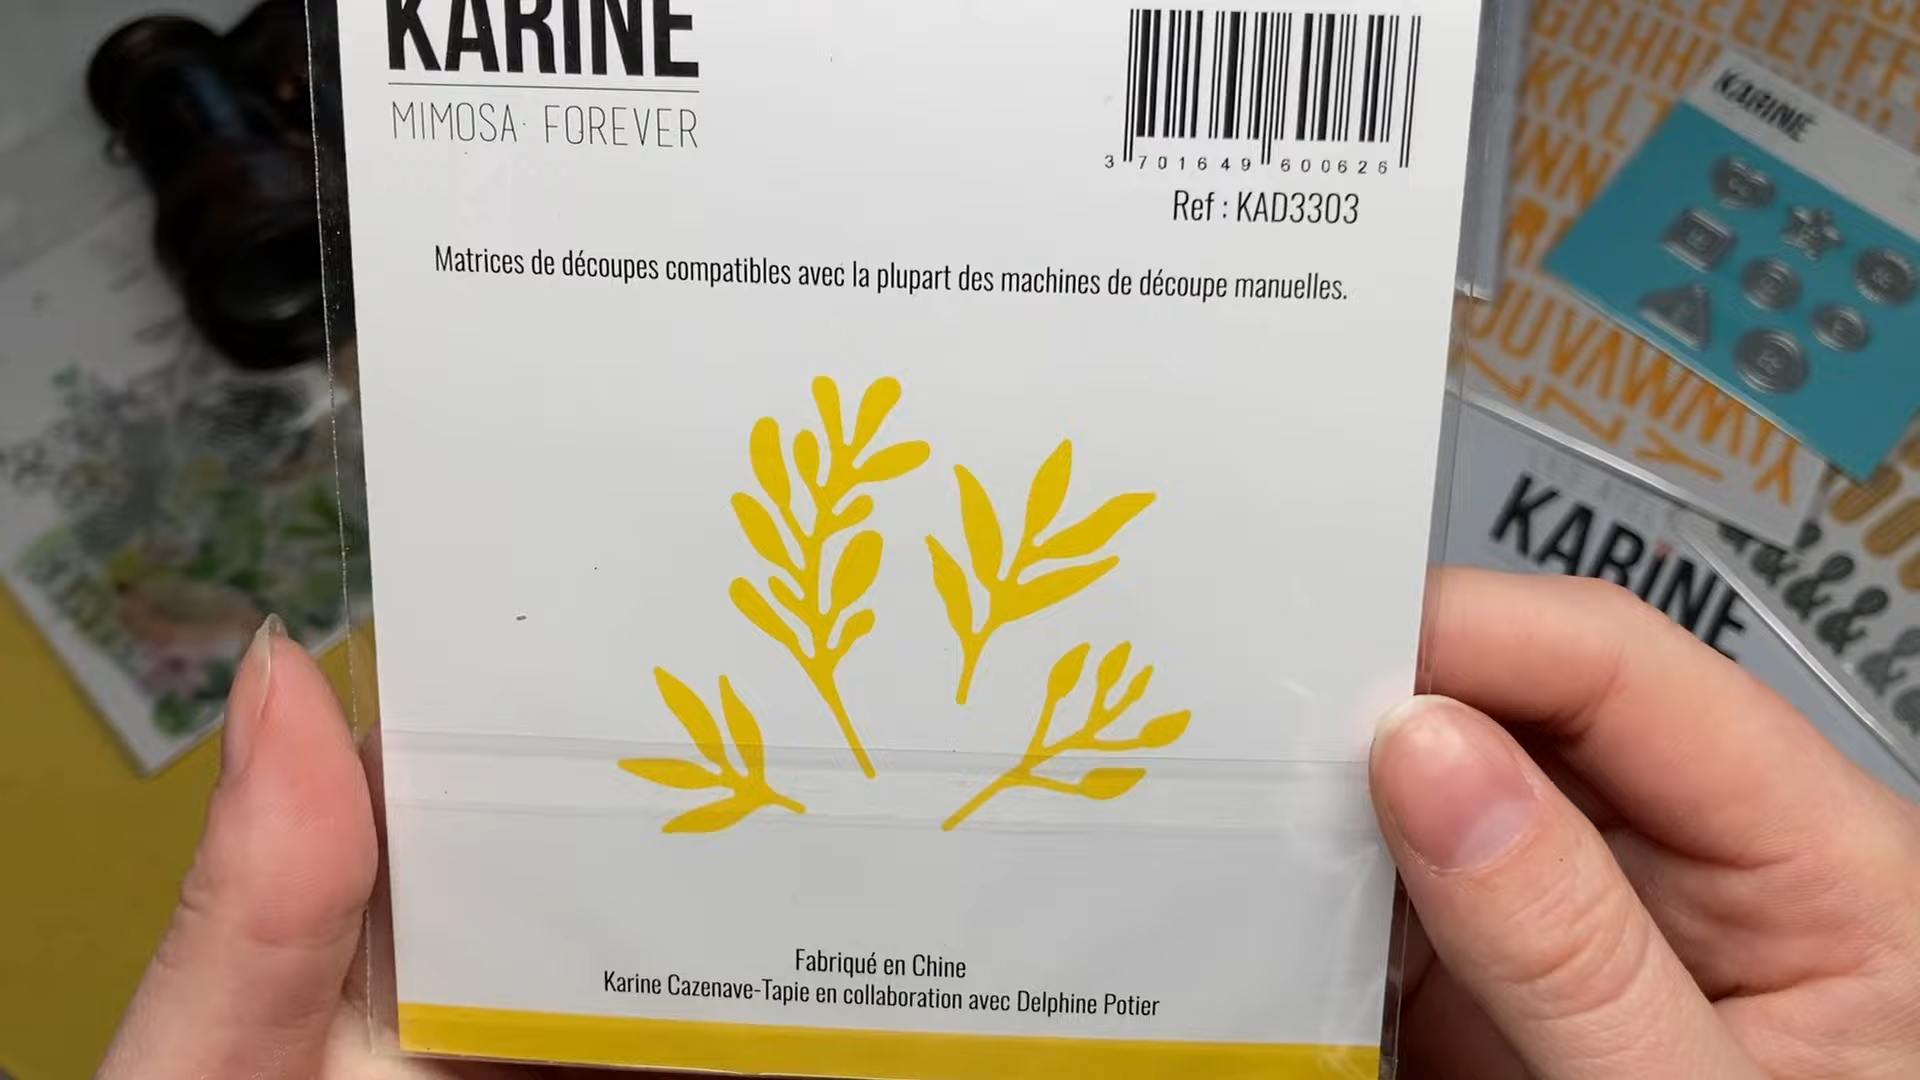 KARINE
MIMOSA FOREVER
3 701649 600626
Ref : KAD3303
Matrices de découpes compatibles avec la plupart des machines de découpe manuelles.
Fabriqué en Chine
Karine Cazenave-Tapie en collaboration avec Delphine Potier
KARINE
KARINE